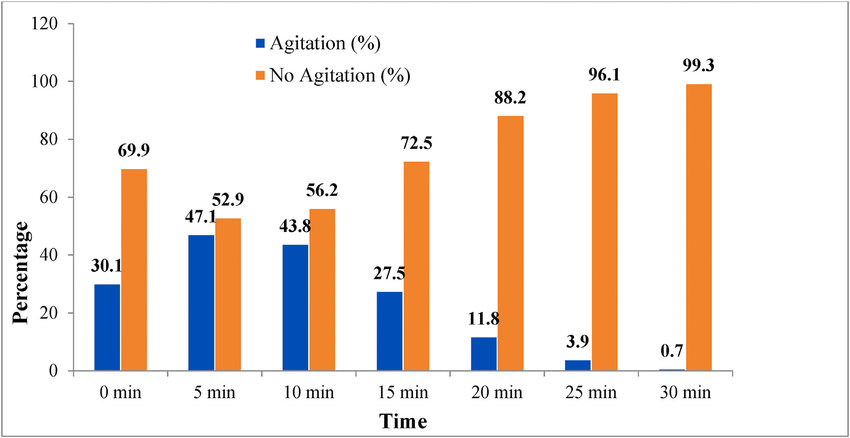 120
100
80
60
40
20
0
Percentage
Agitation (%)
No Agitation (%)
30.1
69.9
47.1
52.9
43.8
56.2
27.5
72.5
11.8
88.2
3.9
96.1
0.7
99.3
0 min
5 min
10 min
15 min
20 min
25 min
30 min
Time